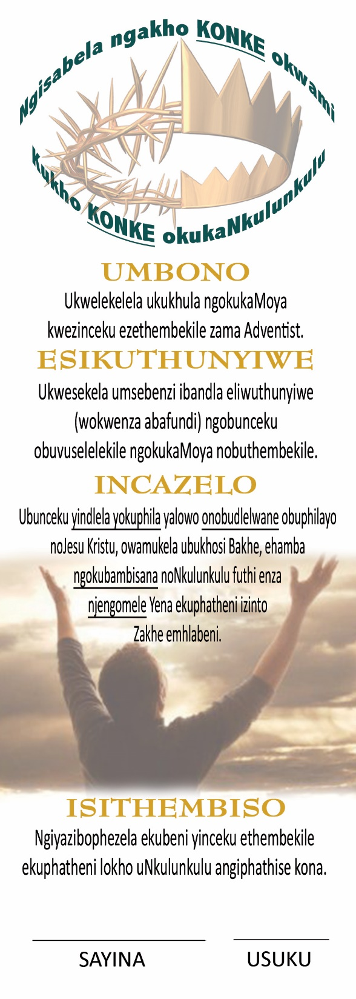 Ngisabela ngakho KONKE okwami
Kukho KONKE okukaNkulunkulu
UMBONO
Ukwelekelela ukukhula ngokukaMoya
kwezinceku ezethembekile zama Adventist.
ESIKUTHUNYIWE
Ukwesekela umsebenzi ibandla eliwuthunyiwe
(wokwenza abafundi) ngobunceku
obuvuselelekile ngokukaMoya nobuthembekile.
INCAZELO
Ubunceku yindlela yokuphila yalowo onobudlelwane obuphilayo
noJesu Kristu, owamukela ubukhosi Bakhe, ehamba
ngokubambisana noNkulunkulu futhi enza
njengomele Yena ekuphatheni izinto
Zakhe emhlabeni.
ISITHEMBISO
Ngiyazibophezela ekubeni yinceku ethembekile
ekuphatheni lokho uNkulunkulu angiphathise kona.
SAYINA USUKU